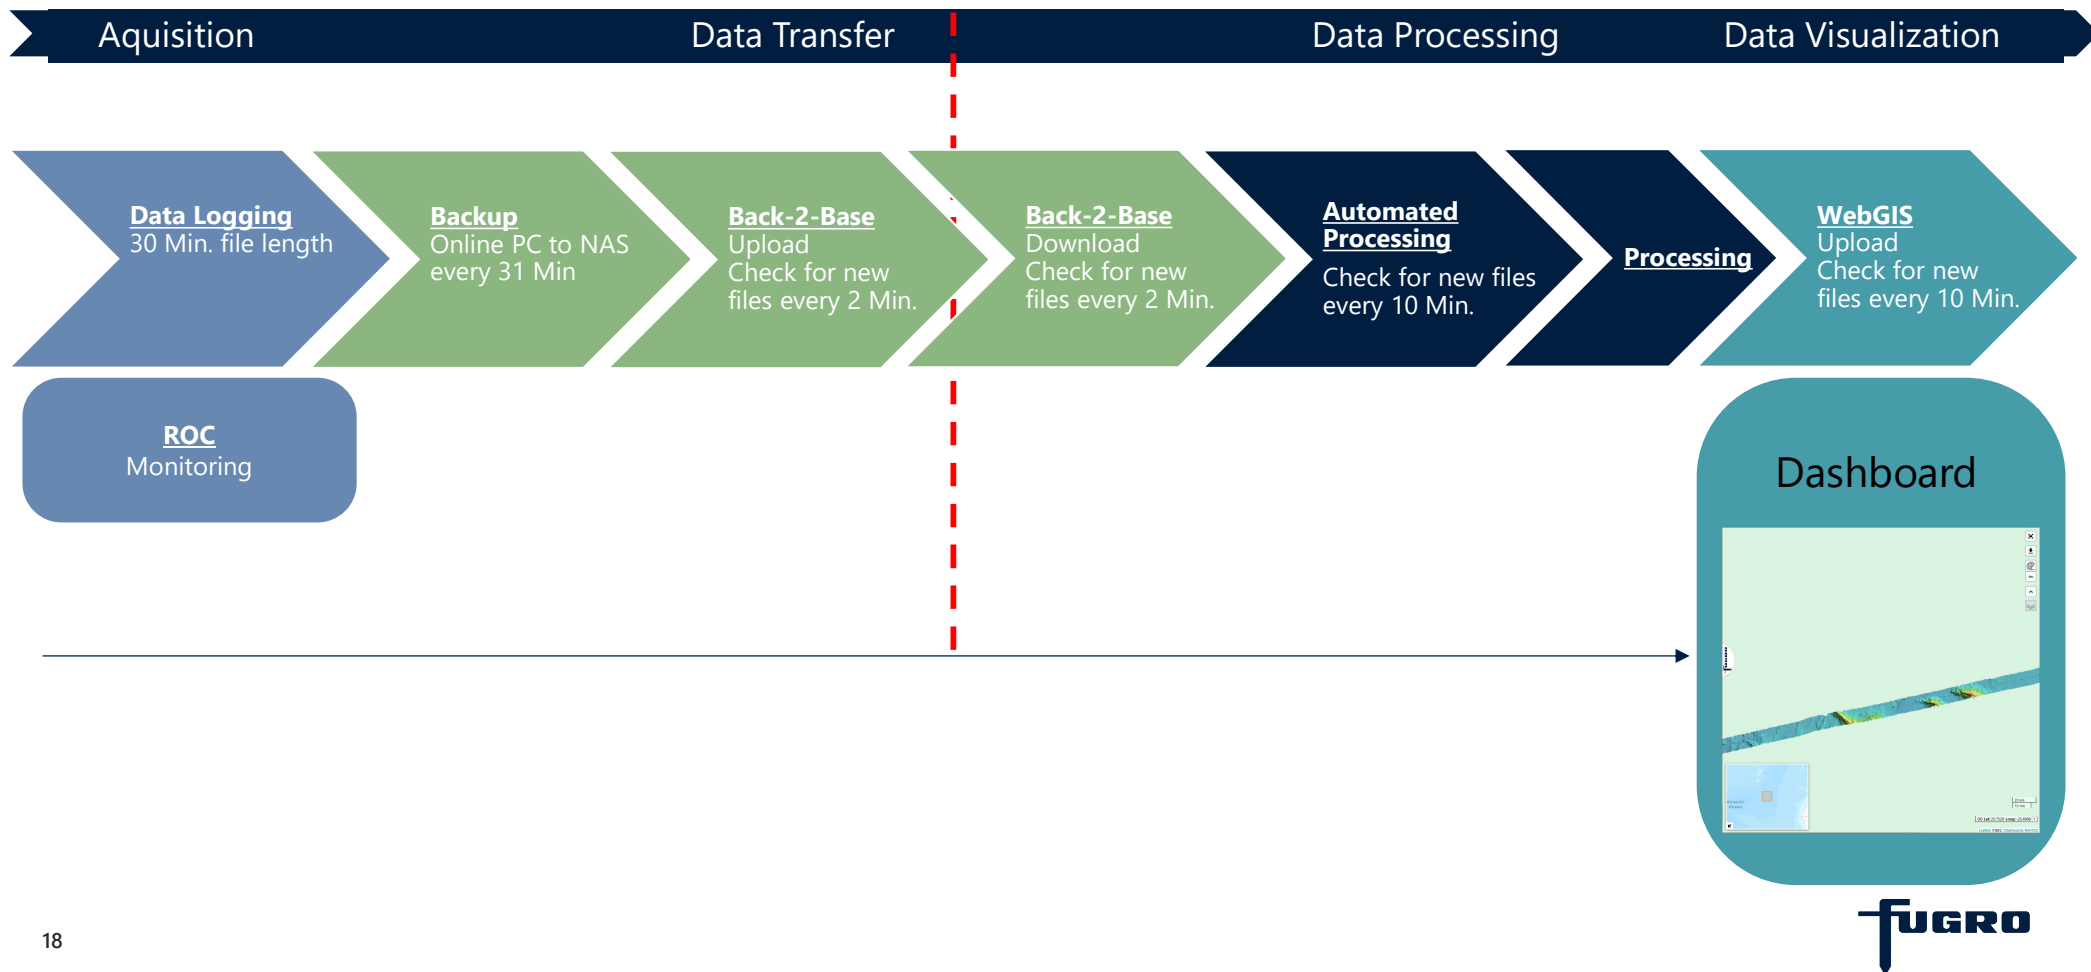 Aquisition
Data Transfer
Data Processing
Data Visualization
Data Logging
30 Min. file length
Backup
Online PC to NAS
every 31 Min
Back-2-Base
Upload
Check for new
files every 2 Min.
Back-2-Base
Download
Check for new
files every 2 Min.
Automated
Processing
Check for new files
every 10 Min.
Processing
WebGIS
Upload
Check for new
files every 10 Min.
ROC
Monitoring
Dashboard
FUGRO
18
FUGRO